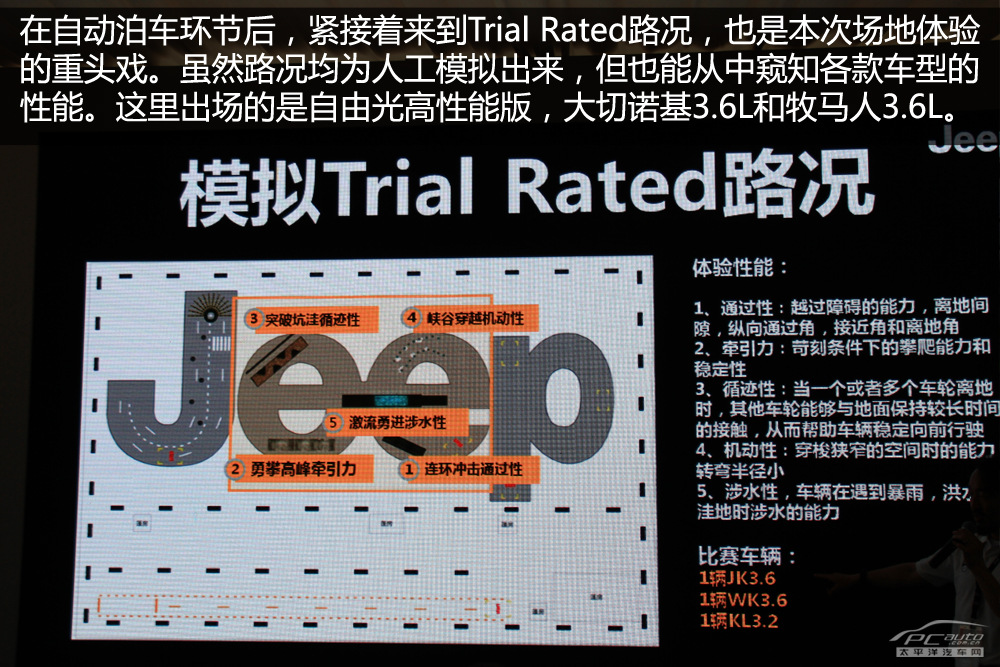 在自动泊车环节后，紧接着来到Trial Rated路况，也是本次场地体验
的重头戏。虽然路况均为人工模拟出来，但也能从中窥知各款车型的
性能。这里出场的是自由光高性能版，大切诺基3.6L和牧马人3.6L。
Jee
模拟Trial Rated路况
体验性能：
1、通过性：越过障碍的能力，离地间
隙，纵向通过角，接近角和离地角
2、牵引力：苛刻条件下的攀爬能力和
稳定性
3、循迹性：当一个或者多个车轮离地
时，其他车轮能够与地面保持较长时间
的接触，从而帮助车辆稳定向前行驶
4、机动性：穿梭狭窄的空间时的能力
转弯半径小
5、涉水性，车辆在遇到暴雨，洪水
洼地时涉水的能力
比赛车辆：
1辆JK3.6
1辆WK3.6
1辆KL3.2
Jeep
3 突破坑洼循迹性
4 峡谷穿越机动性
5 激流勇进涉水性
2 勇攀高峰牵引力
1 连环冲击通过性
PCauto
.com.cn
太平洋汽车网